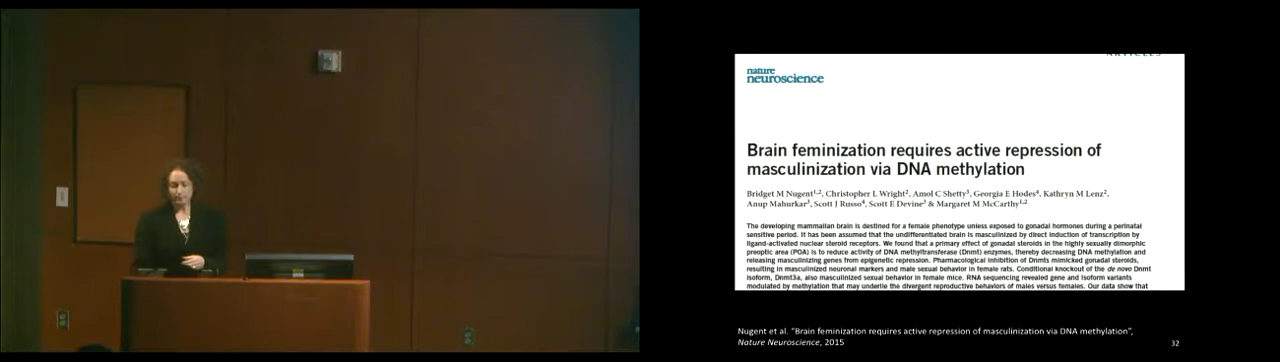 nature
neuroscience
Brain feminization requires active repression of
masculinization via DNA methylation
Bridget M Nugent1,2, Christopher L Wright2, Amol C Shetty3, Georgia E Hodes4, Kathryn M Lenz2,
Anup Mahurkar3, Scott J Russo4, Scott E Devine3 & Margaret M McCarthy1,2
The developing mammalian brain is destined for a female phenotype unless exposed to gonadal hormones during a perinatal
sensitive period. It has been assumed that the undifferentiated brain is masculinized by direct induction of transcription by
ligand-activated nuclear steroid receptors. We found that a primary effect of gonadal steroids in the highly sexually dimorphic
preoptic area (POA) is to reduce activity of DNA methyltransferase (Dnmt) enzymes, thereby decreasing DNA methylation and
releasing masculinizing genes from epigenetic repression. Pharmacological inhibition of Dnmts mimicked gonadal steroids,
resulting in masculinized neuronal markers and male sexual behavior in female rats. Conditional knockout of the de novo Dnmt
isoform, Dnmt3a, also masculinized sexual behavior in female mice. RNA sequencing revealed gene and isoform variants
modulated by methylation that may underlie the divergent reproductive behaviors of males versus females. Our data show that
Nugent et al. “Brain feminization requires active repression of masculinization via DNA methylation”,
Nature Neuroscience, 2015
32